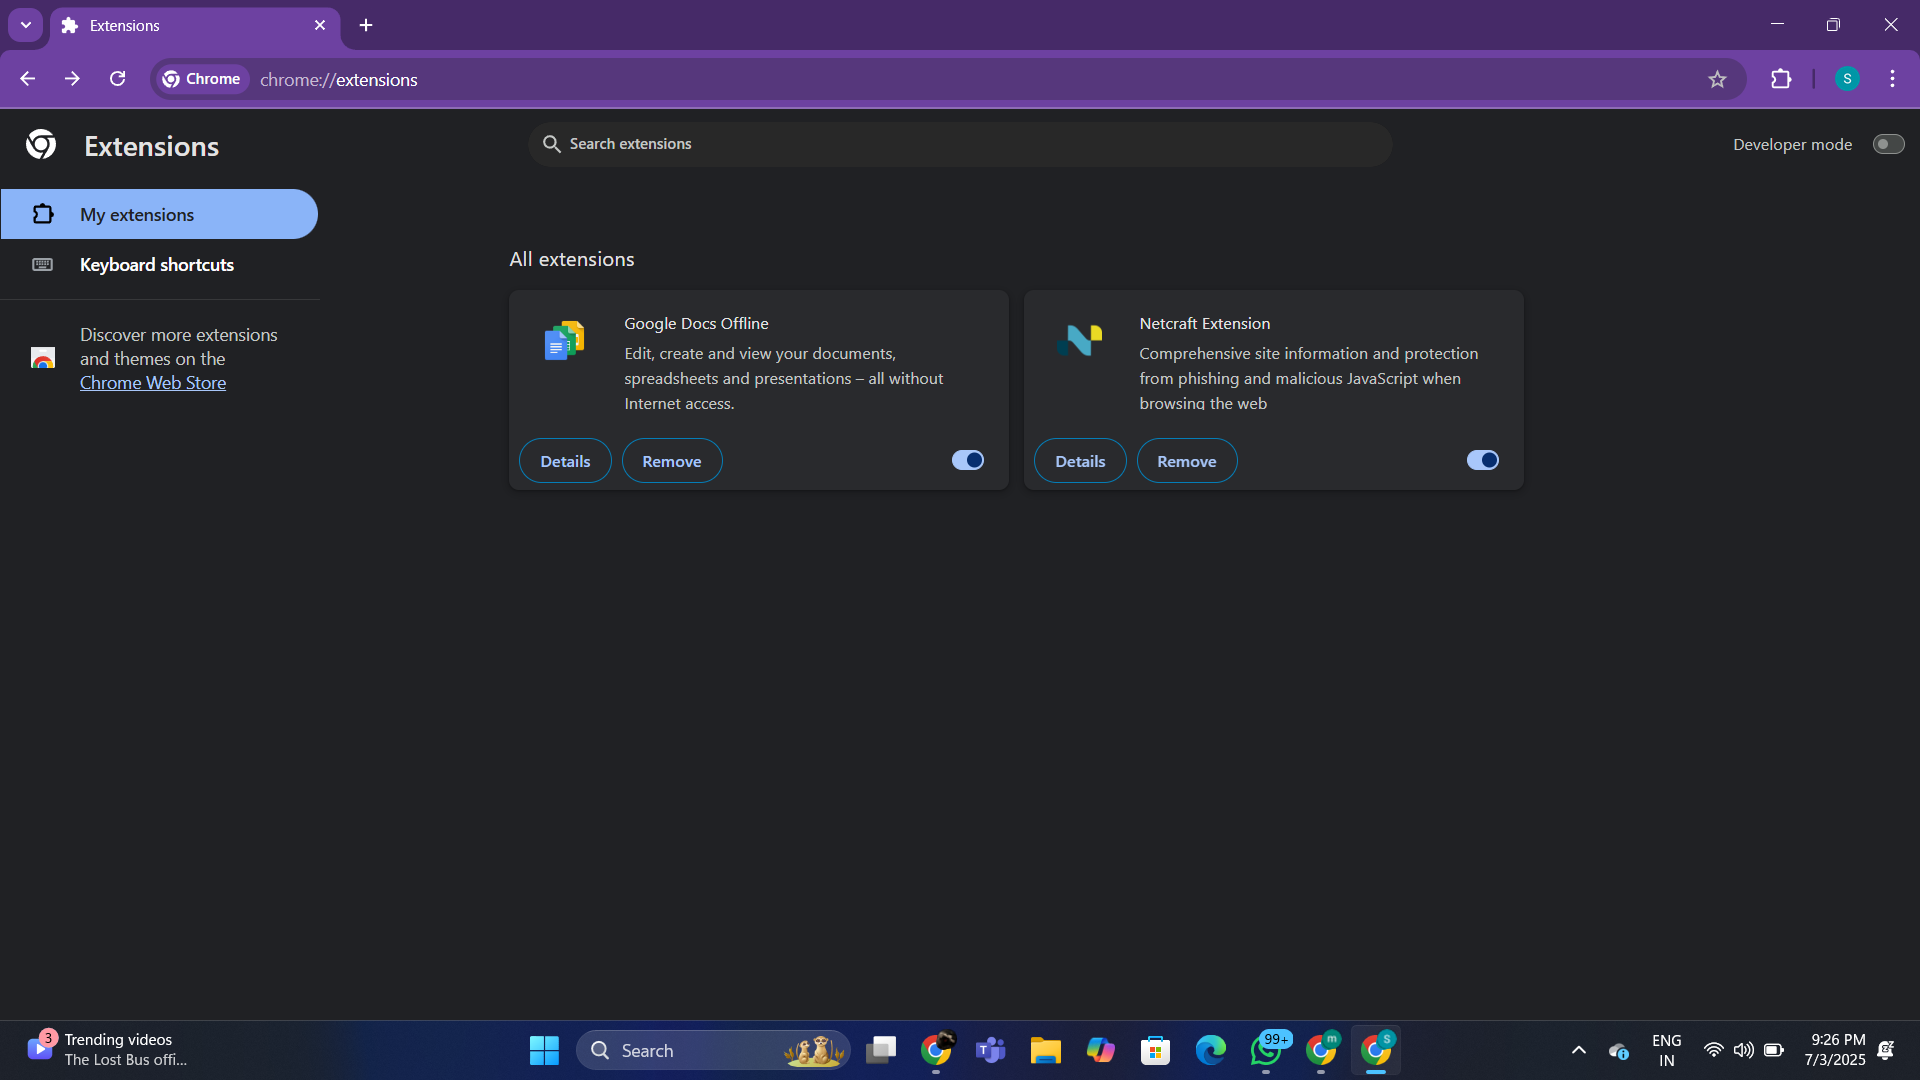 Extensions
Chrome
chrome://extensions
S
Extensions
Search extensions
Developer mode
My extensions
Keyboard shortcuts
Discover more extensions
and themes on the
Chrome Web Store
All extensions
Google Docs Offline
Edit, create and view your documents,
spreadsheets and presentations – all without
Internet access.
Details
Remove
Netcraft Extension
Comprehensive site information and protection
from phishing and malicious JavaScript when
browsing the web
Details
Remove
3
Trending videos
The Lost Bus offi...
Search
T
99+
m
S
ENG
IN
9:26 PM
7/3/2025